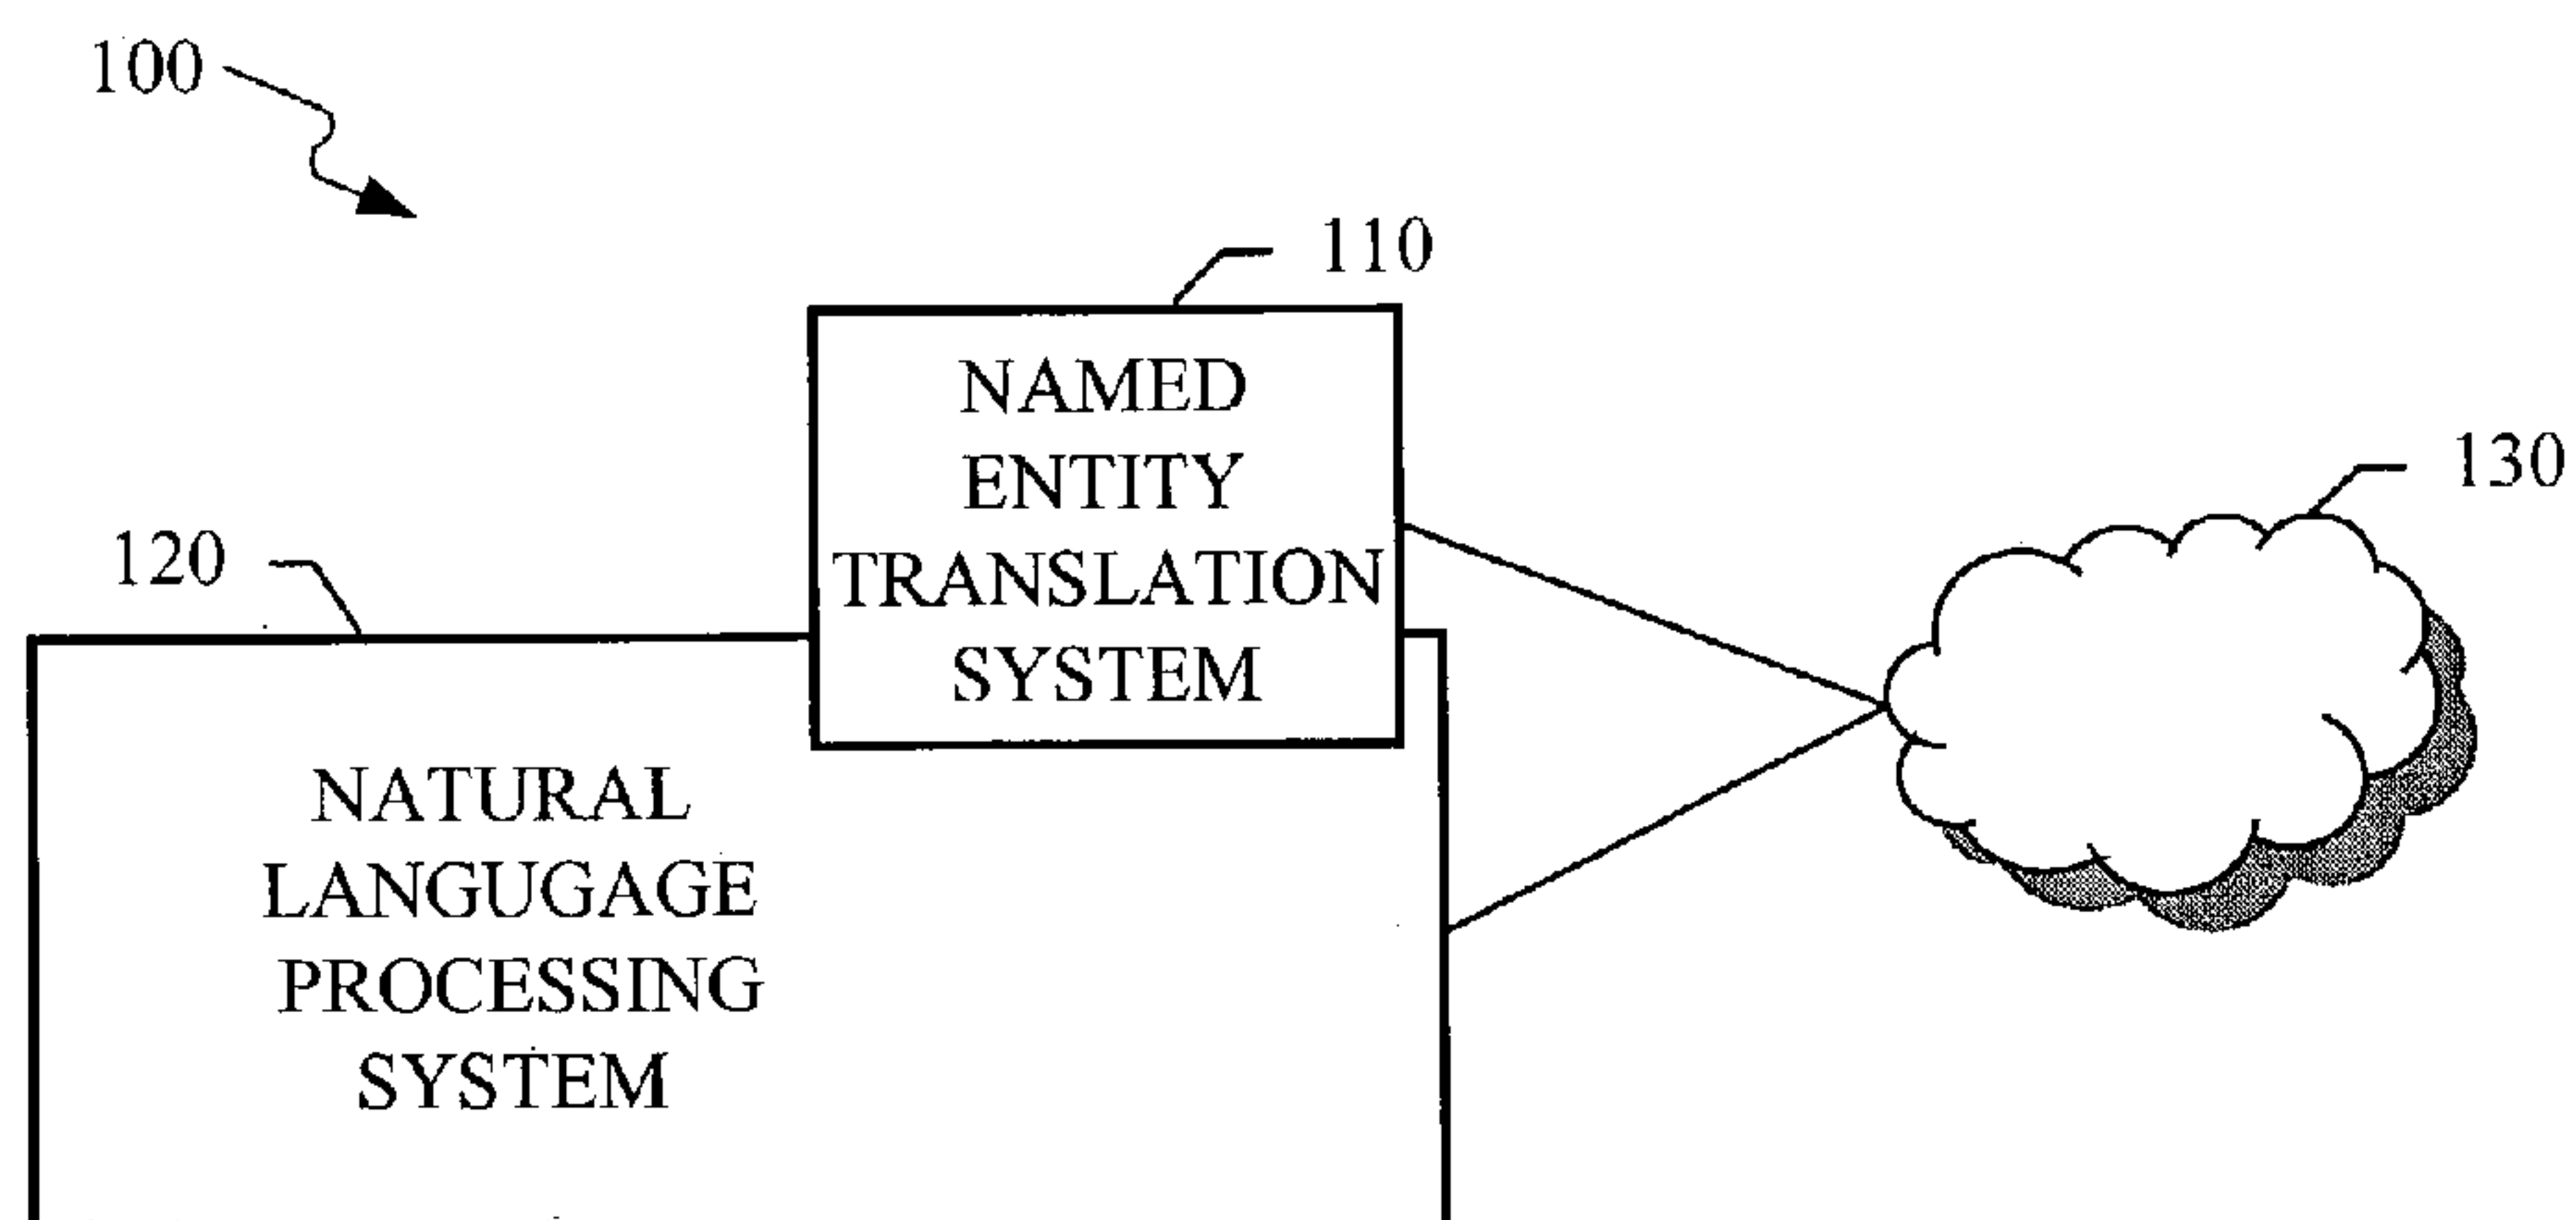 100
110
NAMED
ENTITY
TRANSLATION
SYSTEM
130
120
NATURAL
LANGUGAGE
PROCESSING
SYSTEM